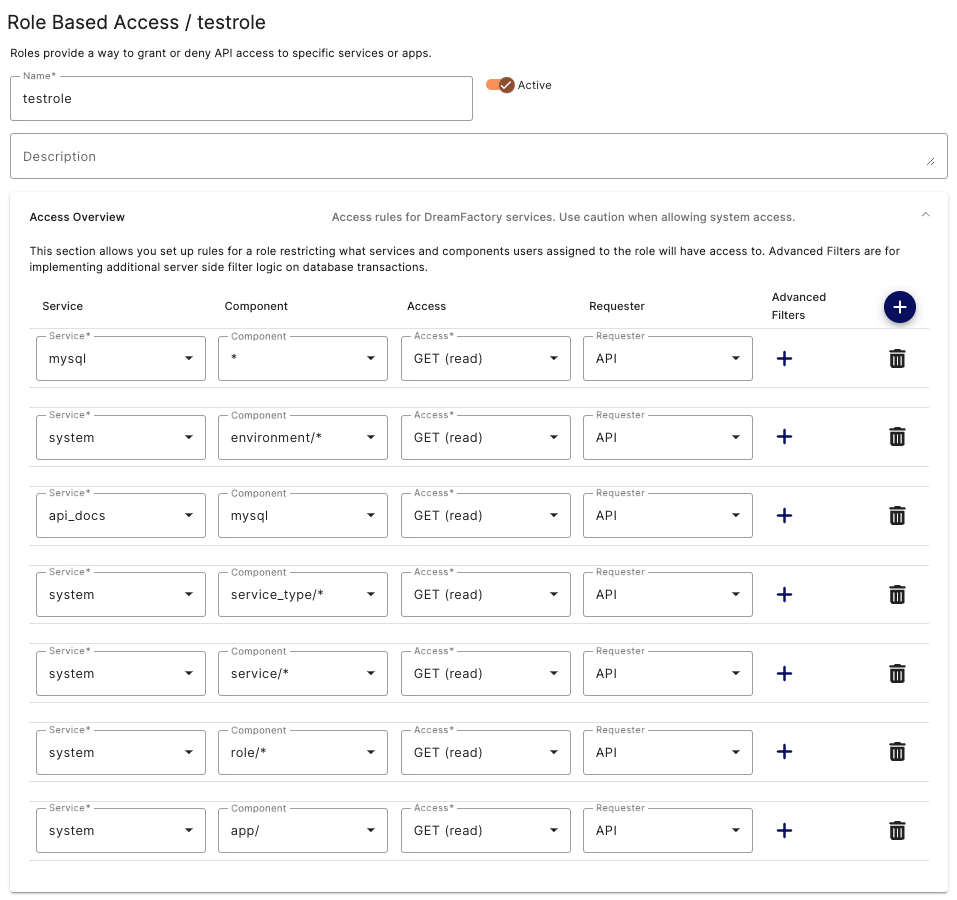 Role Based Access / testrole
Roles provide a way to grant or deny API access to specific services or apps.
Name*
testrole
Active
Description
Access Overview
Access rules for DreamFactory services. Use caution when allowing system access.
This section allows you set up rules for a role restricting what services and components users assigned to the role will have access to. Advanced Filters are for
implementing additional server side filter logic on database transactions.
Service Component Access Requester Advanced
Filters
Service* Component Access* Requester
mysql * GET (read) API
Service* Component Access* Requester
system environment/* GET (read) API
Service* Component Access* Requester
api_docs mysql GET (read) API
Service* Component Access* Requester
system service_type/* GET (read) API
Service* Component Access* Requester
system service/* GET (read) API
Service* Component Access* Requester
system role/* GET (read) API
Service* Component Access* Requester
system app/ GET (read) API